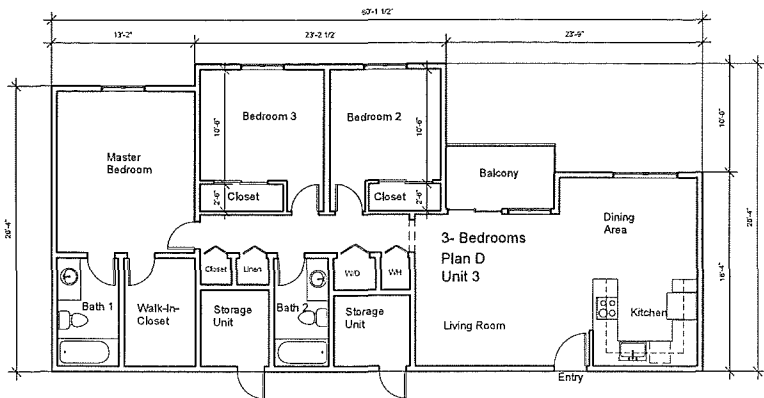 60'-1 1/2"
13'-2"
23'-2 1/2"
23'-9"
26'-4"
10'-6"
Bedroom 3
Bedroom 2
10'-6"
10'-0"
28'-4"
Master
Bedroom
Balcony
2'-6"
Closet
Closet
2'-6"
Dining
Area
3- Bedrooms
Plan D
Unit 3
18'-4"
Closet
Linen
W/D
WH
Bath 1
Walk-In-
Closet
Storage
Unit
Bath 2
Storage
Unit
Living Room
Kitchen
Entry